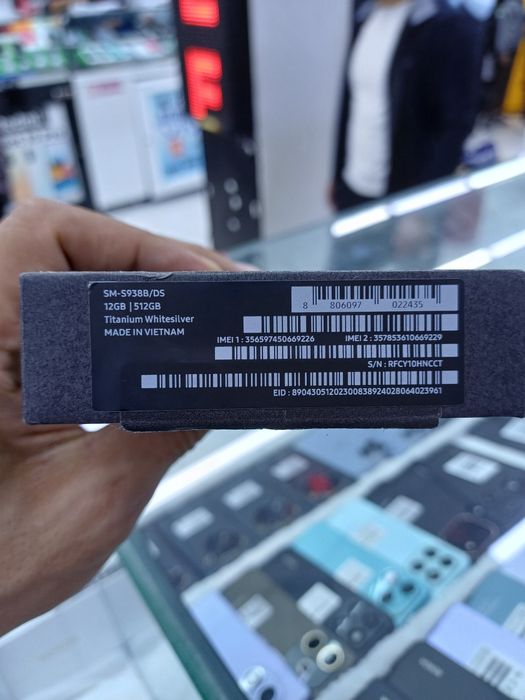 F
SM-S938B/DS
12GB | 512GB
Titanium Whitesilver
MADE IN VIETNAM
8 806097 022435
IMEI 1 : 356597450669226 IMEI 2 : 357853610669229
S/N : RFCY10HNCCT
EID : 89043051202300838924028064023961